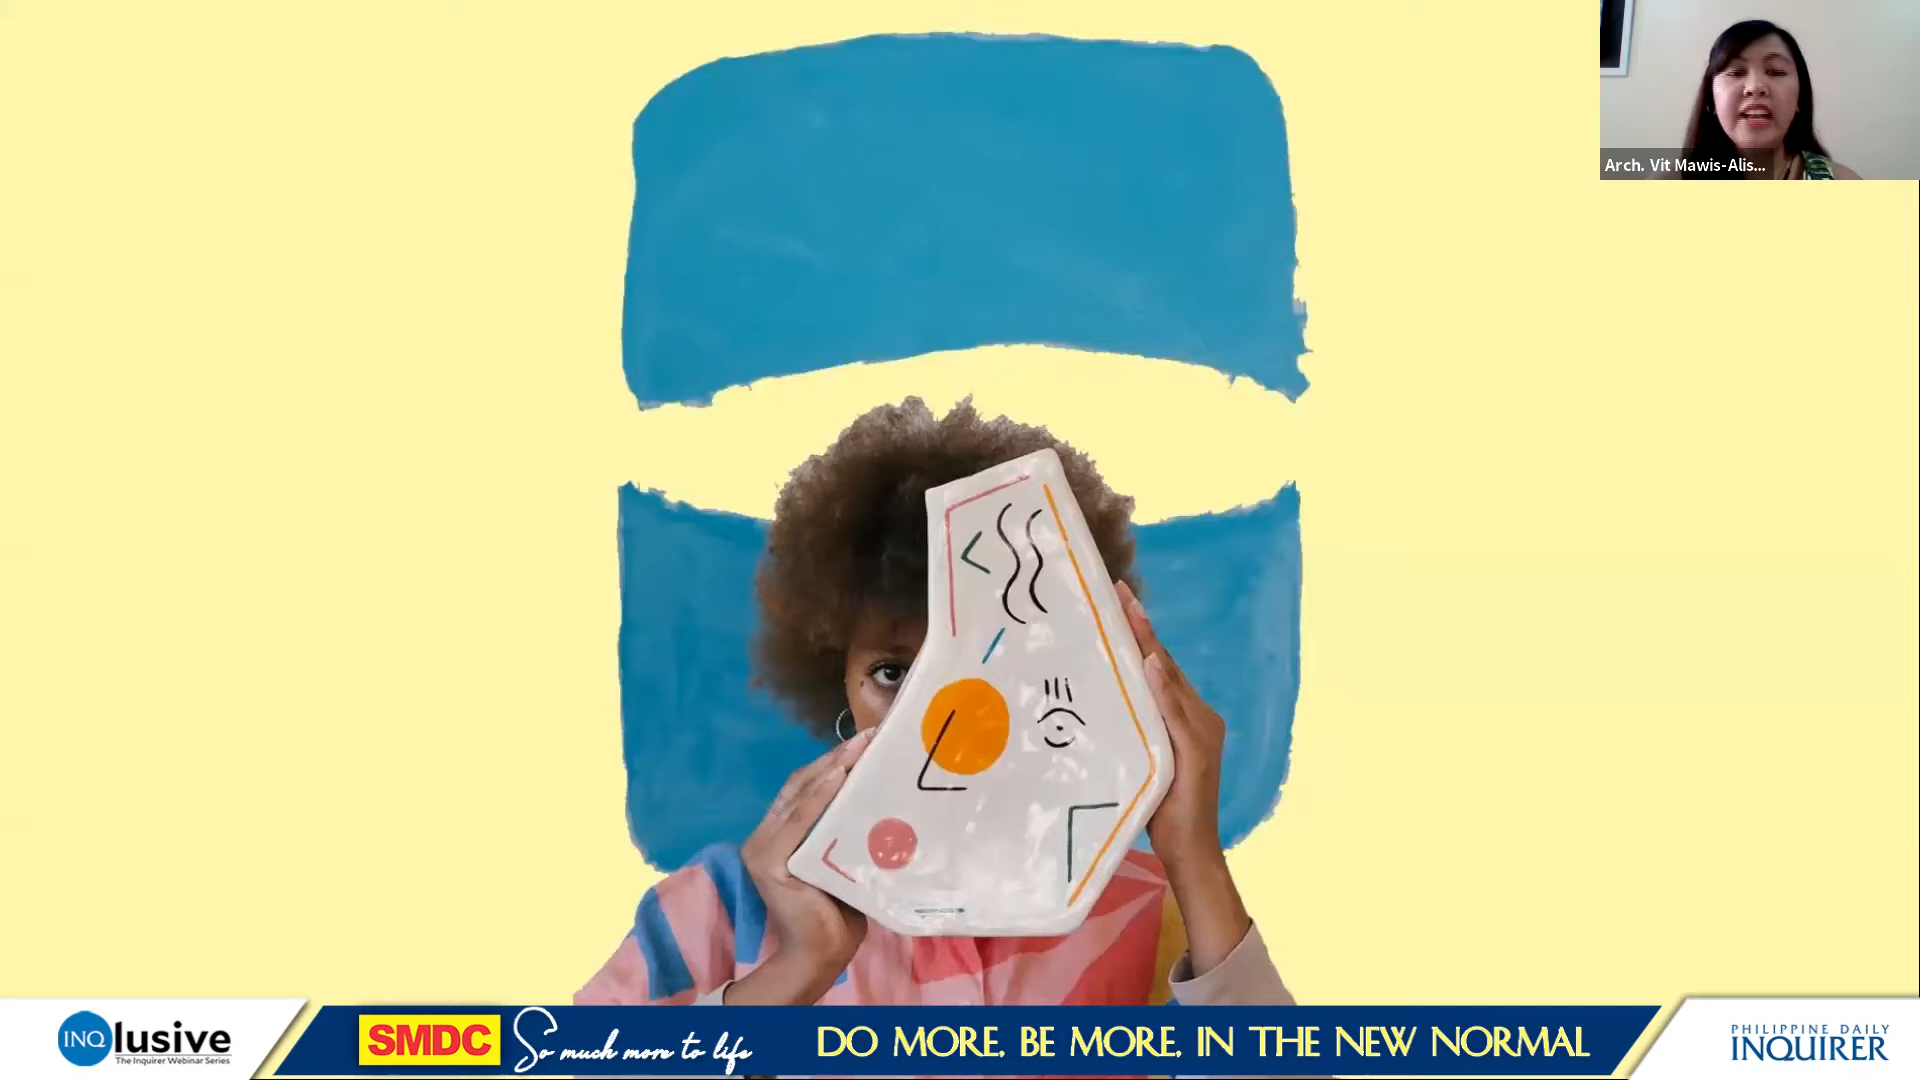 Arch. Vit Mawis-Alis...
INQlusive
The Inquirer Webinar Series
SMDC
So much more to life
DO MORE. BE MORE. IN THE NEW NORMAL
PHILIPPINE DAILY
INQUIRER